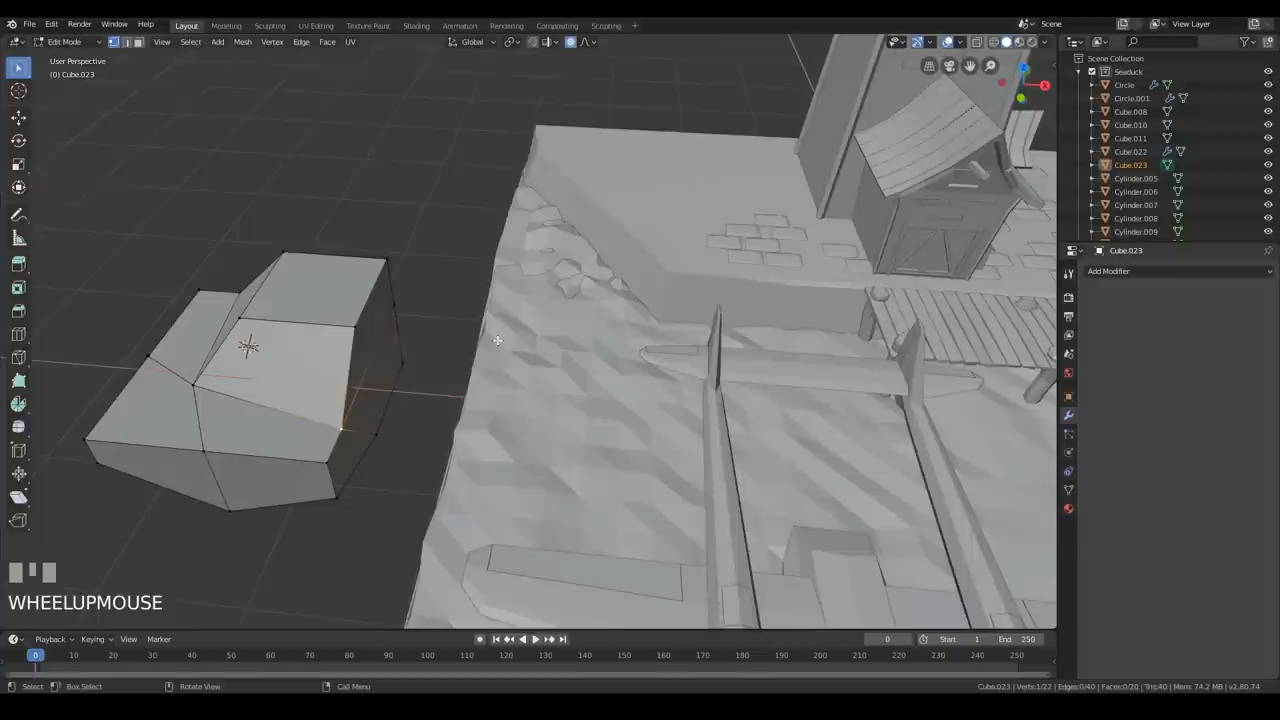 File Edit Render Window Help Layout Modeling Sculpting UV Editing Texture Paint Shading Animation Rendering Compositing Scripting + Scene View Layer
Edit Mode View Select Add Mesh Vertex Edge Face UV Global
User Perspective
(0) Cube.023
X
Scene Collection
Seaduck
Circle
Circle.001
Cube.008
Cube.010
Cube.011
Cube.022
Cube.023
Cylinder.005
Cylinder.006
Cylinder.007
Cylinder.008
Cylinder.009
Cube.023
Add Modifier
WHEELUPMOUSE
Playback Keying View Marker 0 Start 1 End 250
0 10 20 30 40 50 60 70 80 90 100 110 120 130 140 150 160 170 180 190 200 210 220 230 240 250
Select Box Select Rotate View Call Menu Cube.023 | Verts:1/22 | Edges:0/40 | Faces:0/20 | Tris:40 | Mem: 74.2 MB | v2.80.74